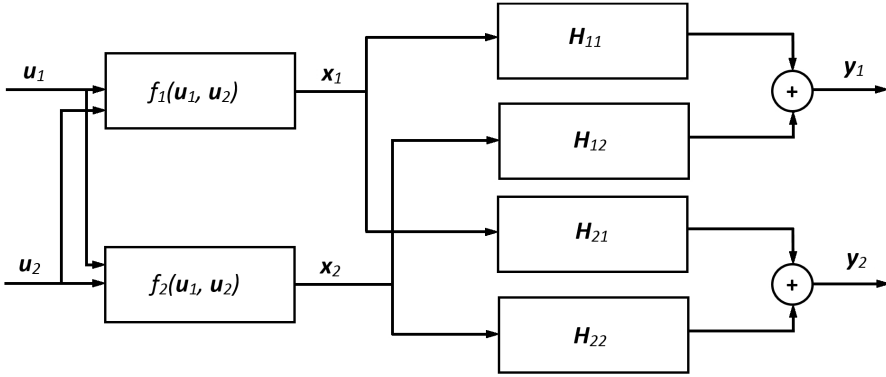 u₁
f₁(u₁, u₂)
x₁
H₁₁
+
y₁
H₁₂
u₂
f₂(u₁, u₂)
x₂
H₂₁
+
y₂
H₂₂